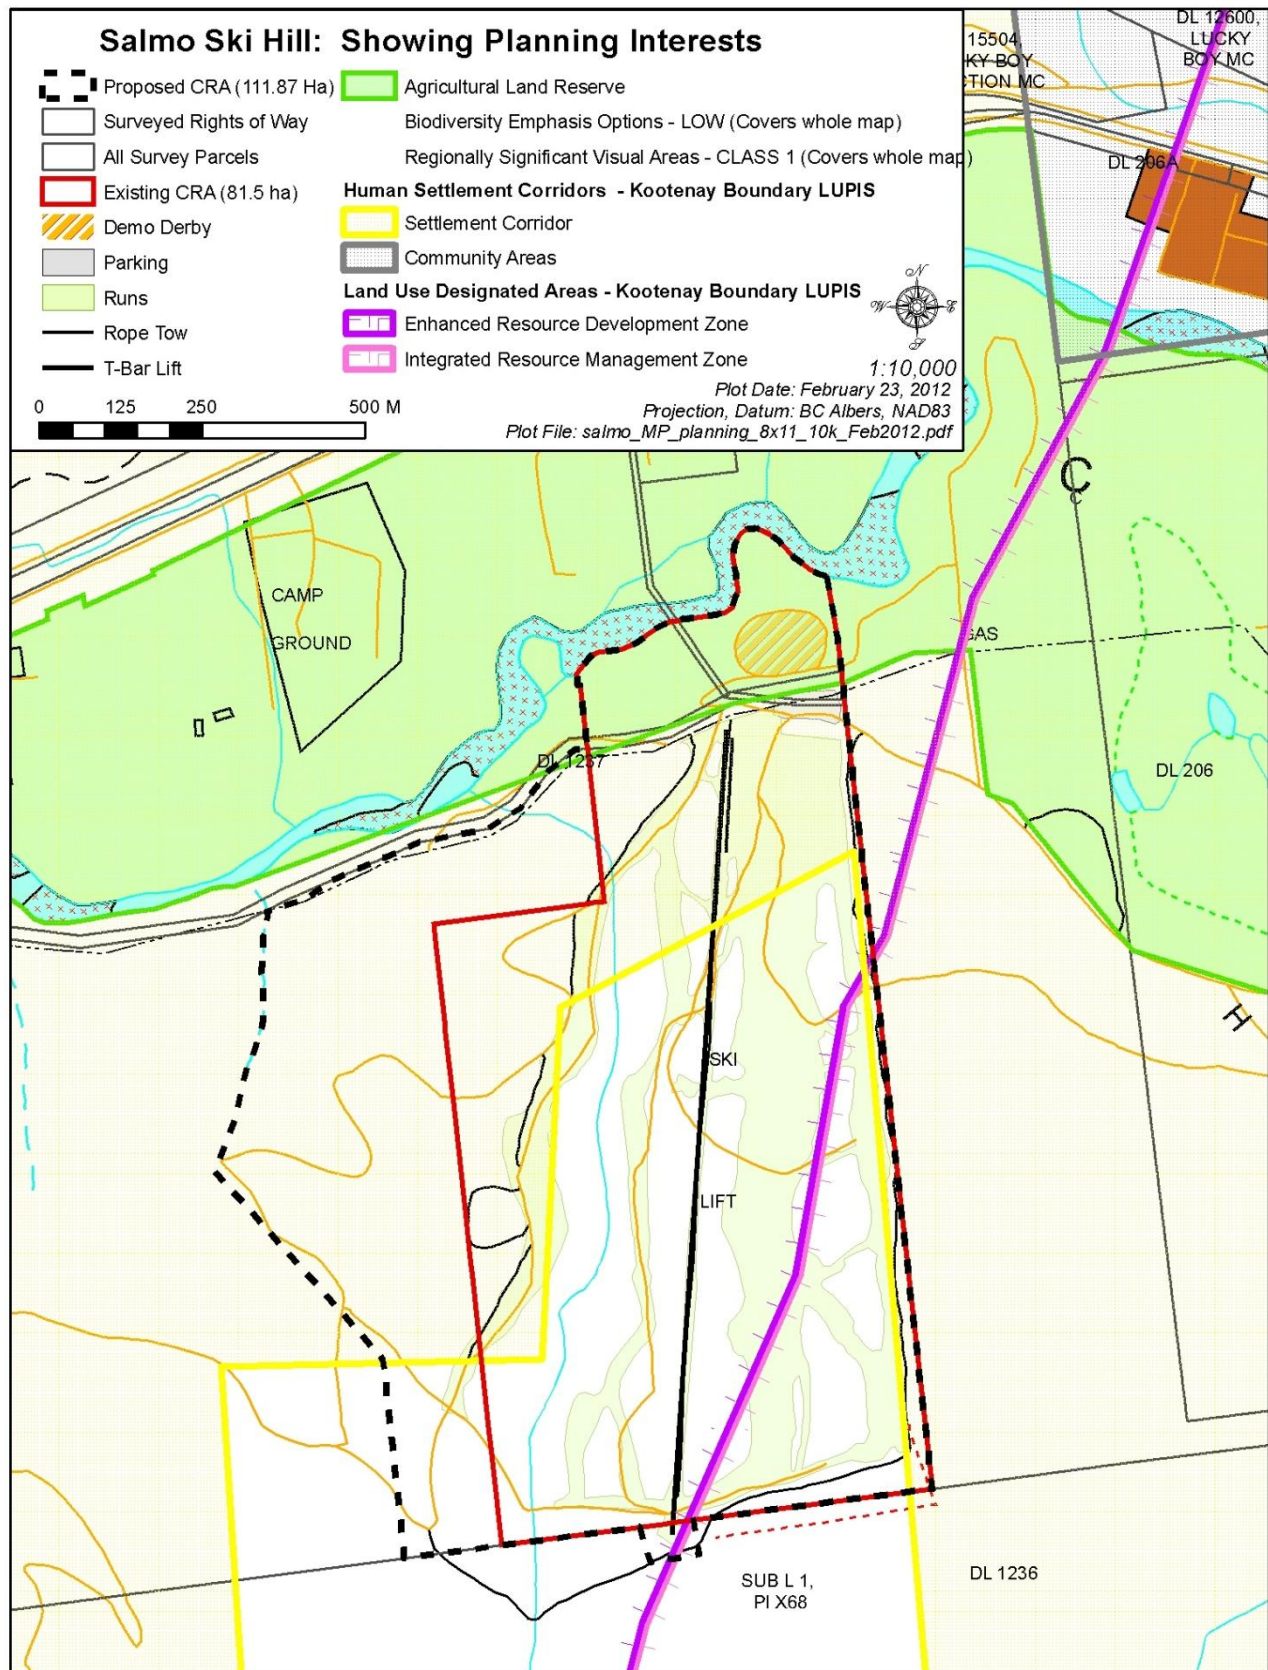 Salmo Ski Hill: Showing Planning Interests
Proposed CRA (111.87 Ha)
Surveyed Rights of Way
All Survey Parcels
Existing CRA (81.5 ha)
Demo Derby
Parking
Runs
Rope Tow
T-Bar Lift
0 125 250 500 M
Agricultural Land Reserve
Biodiversity Emphasis Options - LOW (Covers whole map)
Regionally Significant Visual Areas - CLASS 1 (Covers whole map)
Human Settlement Corridors - Kootenay Boundary LUPIS
Settlement Corridor
Community Areas
Land Use Designated Areas - Kootenay Boundary LUPIS
Enhanced Resource Development Zone
Integrated Resource Management Zone
N
W E
S
1:10,000
Plot Date: February 23, 2012
Projection, Datum: BC Albers, NAD83
Plot File: salmo_MP_planning_8x11_10k_Feb2012.pdf
15504
KY BOY
CTION MC
DL 12600,
LUCKY
BOY MC
DL 206A
C
C
CAMP
GROUND
GAS
DL 1237
DL 206
H
SKI
LIFT
SUB L 1,
PI X68
DL 1236